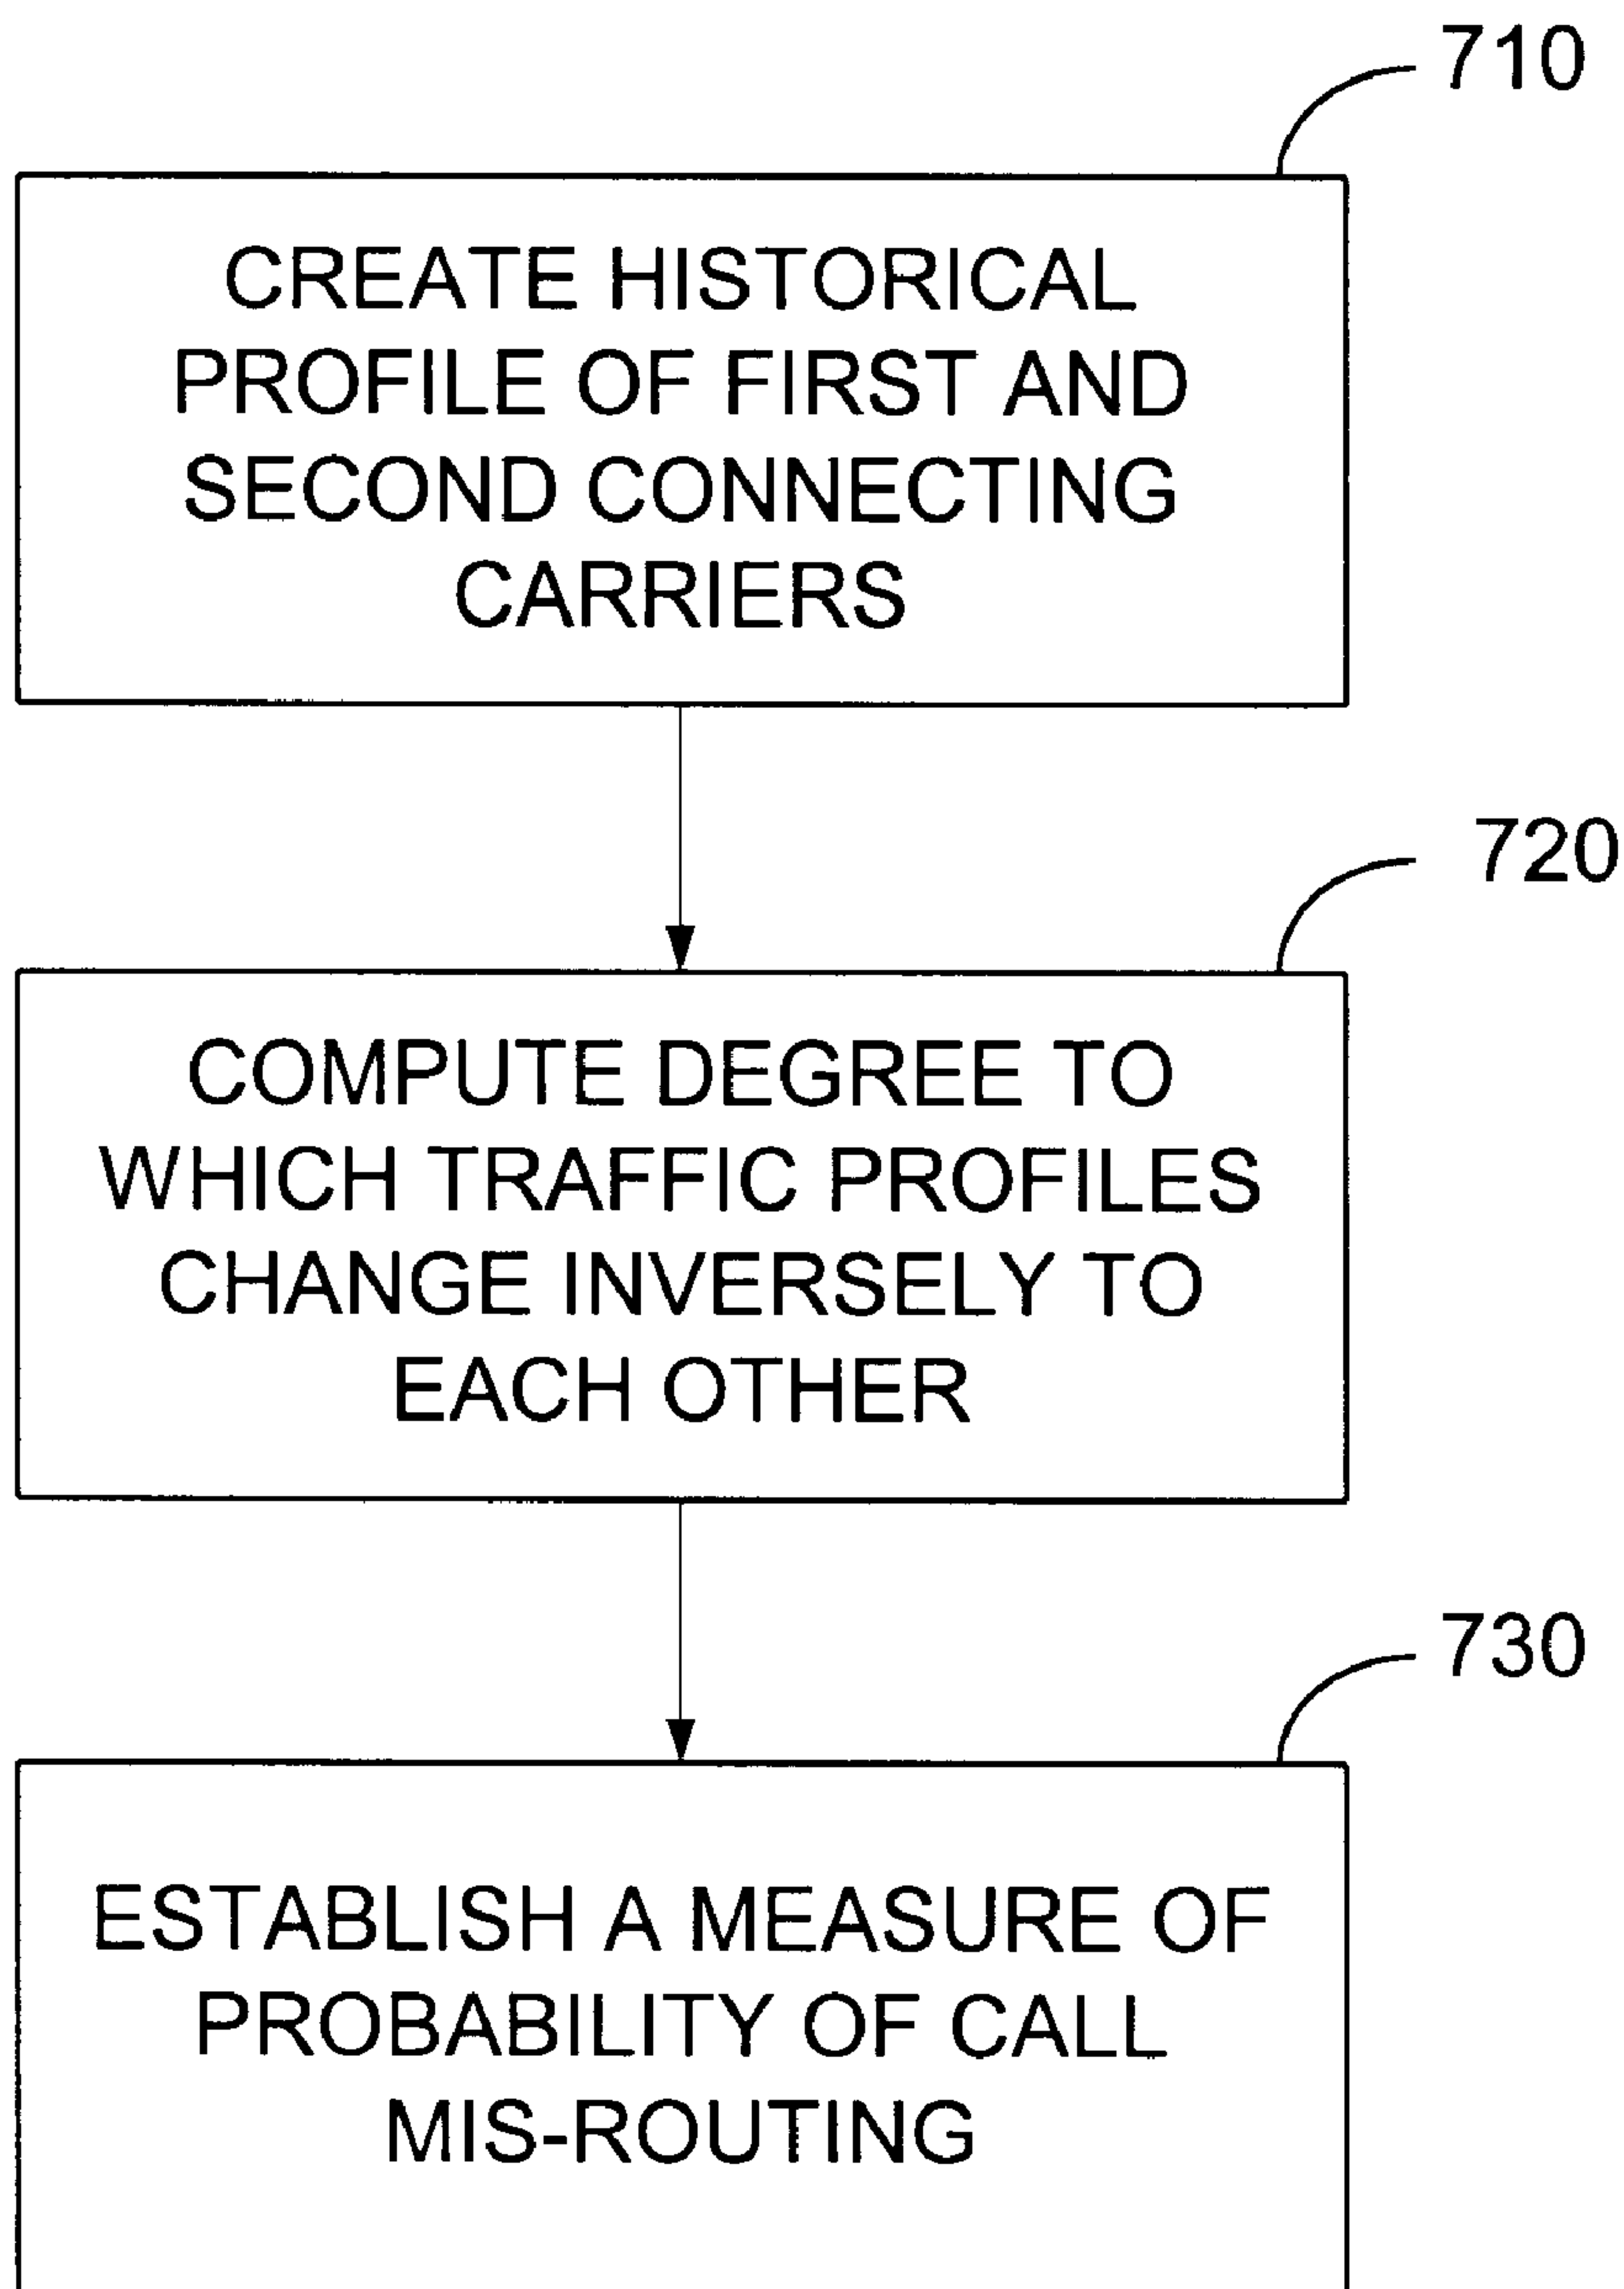 710
CREATE HISTORICAL
PROFILE OF FIRST AND
SECOND CONNECTING
CARRIERS
720
COMPUTE DEGREE TO
WHICH TRAFFIC PROFILES
CHANGE INVERSELY TO
EACH OTHER
730
ESTABLISH A MEASURE OF
PROBABILITY OF CALL
MIS-ROUTING